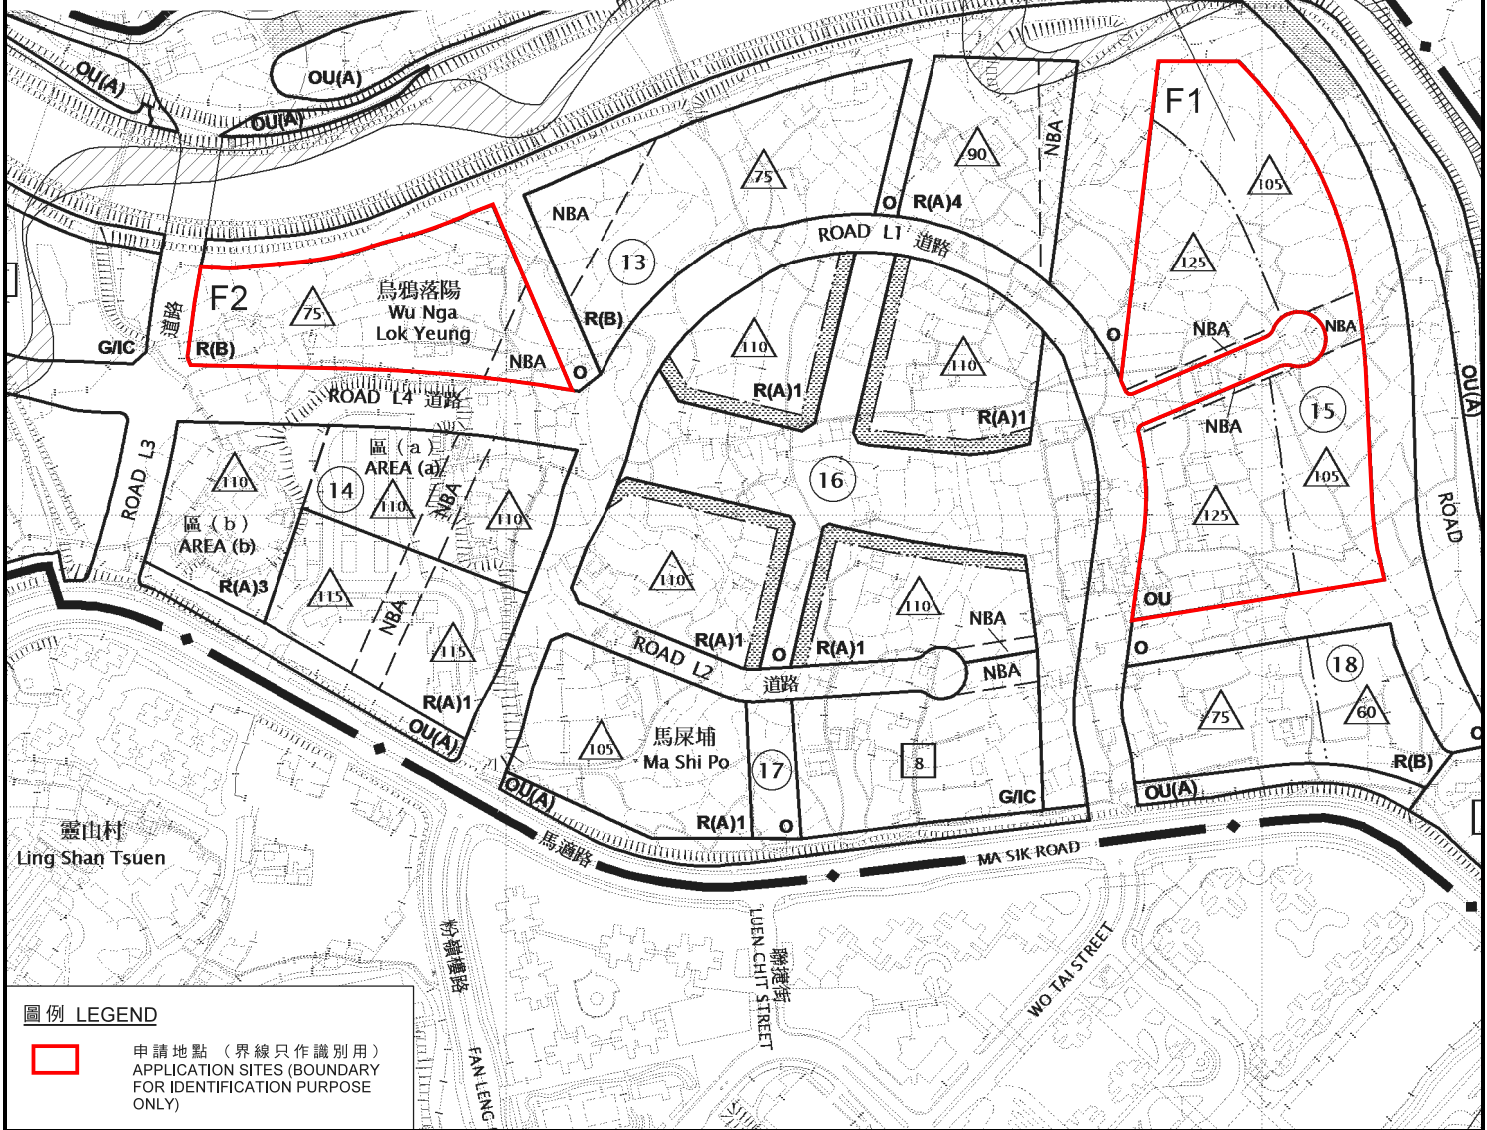 OU(A)
OU(A)
OU(A)
F1
NBA
90
105
75
O
R(A)4
NBA
ROAD L1 道路
13
125
烏鴉落陽
Wu Nga
Lok Yeung
F2
75
道路
R(B)
G/IC
R(B)
NBA
O
O
NBA
NBA
110
110
R(A)1
R(A)1
OU(A)
15
NBA
ROAD L4 道路
區 (a)
AREA (a)
ROAD L3
110
14
110
NBA
110
16
105
125
ROAD
區 (b)
AREA (b)
R(A)3
115
NBA
115
110
110
OU
NBA
R(A)1
O
R(A)1
ROAD L2
道路
NBA
O
18
R(A)1
OU(A)
75
60
105
馬屎埔
Ma Shi Po
17
8
R(B)
O
OU(A)
G/IC
OU(A)
R(A)1
O
靈山村
Ling Shan Tsuen
馬適路
MA SIK ROAD
粉嶺樓路
FAN LENG
聯捷街
LUEN CHIT STREET
WO TAI STREET
圖例 LEGEND
申請地點 (界線只作識別用)
APPLICATION SITES (BOUNDARY
FOR IDENTIFICATION PURPOSE
ONLY)